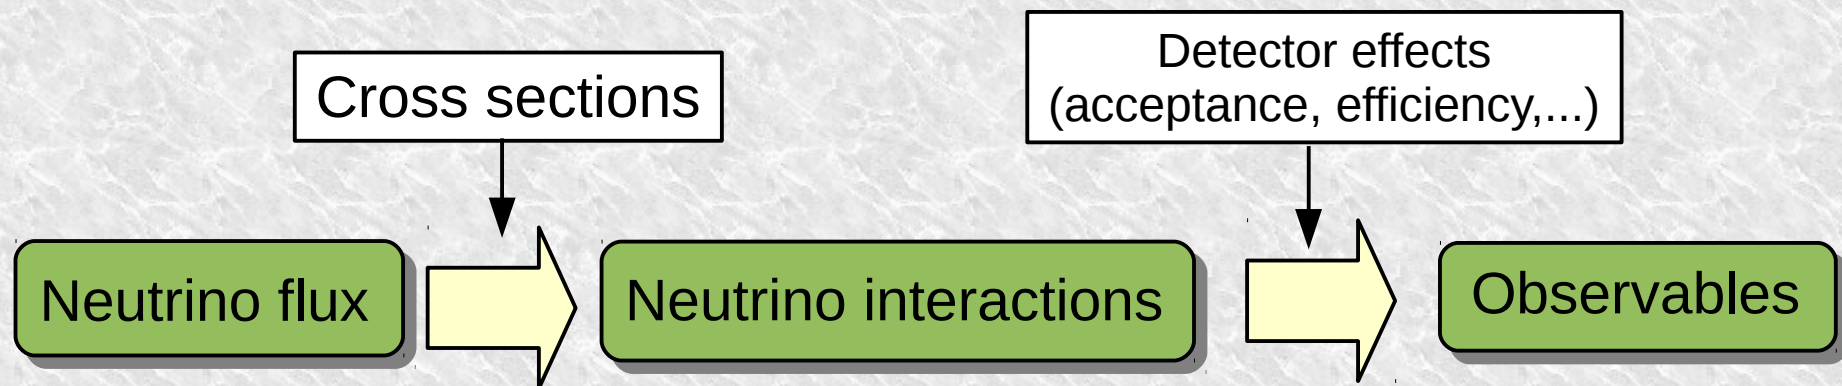 Cross sections
Detector effects
(acceptance, efficiency,...)
Neutrino flux
Neutrino interactions
Observables